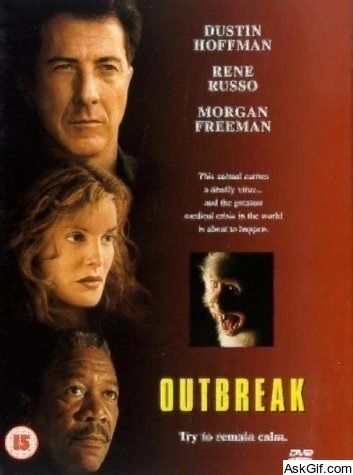 DUSTIN
HOFFMAN
RENE
RUSSO
MORGAN
FREEMAN
This animal carries
a deadly virus...
and the greatest
medical crisis in the world
is about to happen.
OUTBREAK
15
Try to remain calm.
DVD
AskGif.com